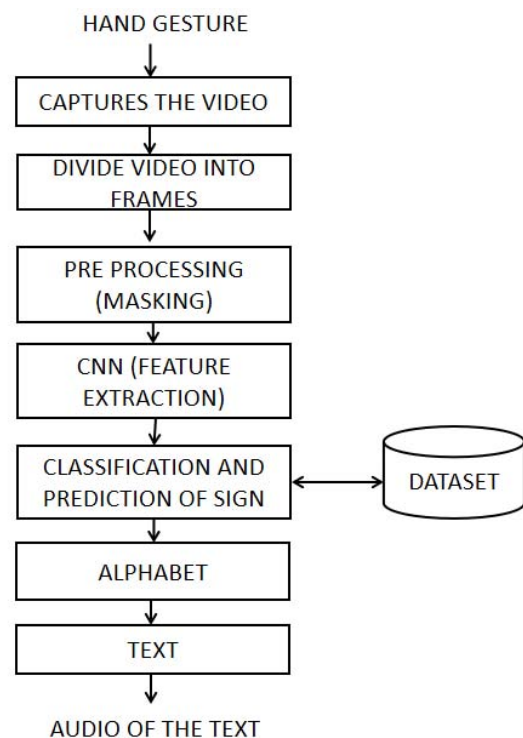 HAND GESTURE
CAPTURES THE VIDEO
DIVIDE VIDEO INTO
FRAMES
PRE PROCESSING
(MASKING)
CNN (FEATURE
EXTRACTION)
CLASSIFICATION AND
PREDICTION OF SIGN
DATASET
ALPHABET
TEXT
AUDIO OF THE TEXT